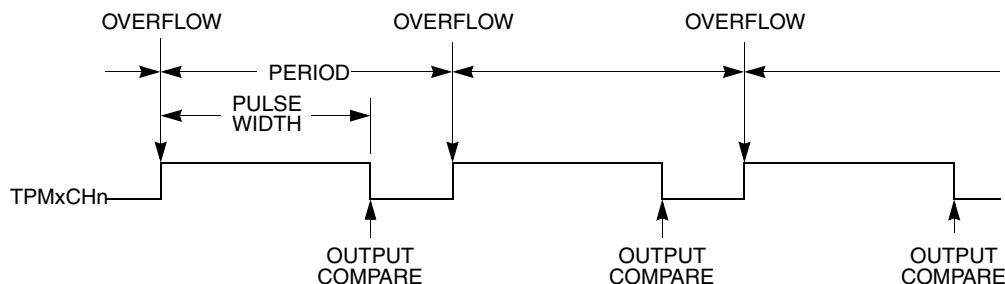 OVERFLOW
OVERFLOW
OVERFLOW
PERIOD
PULSE
WIDTH
TPMxCHn
OUTPUT
COMPARE
OUTPUT
COMPARE
OUTPUT
COMPARE